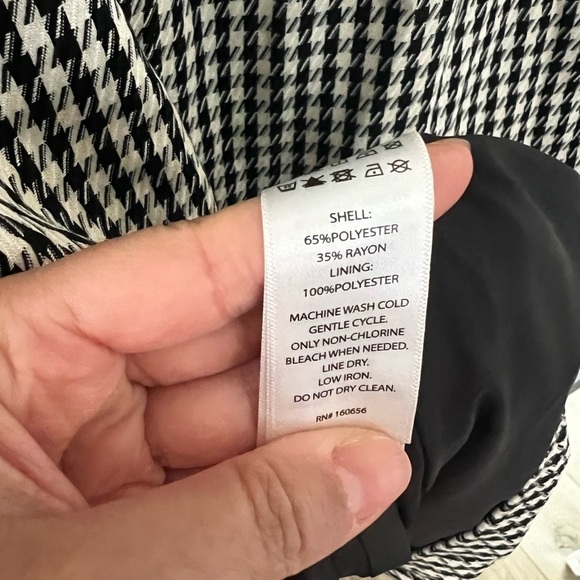 SHELL:
65%POLYESTER
35% RAYON
LINING:
100%POLYESTER
MACHINE WASH COLD
GENTLE CYCLE.
ONLY NON-CHLORINE
BLEACH WHEN NEEDED.
LINE DRY.
LOW IRON.
DO NOT DRY CLEAN.
RN# 160656